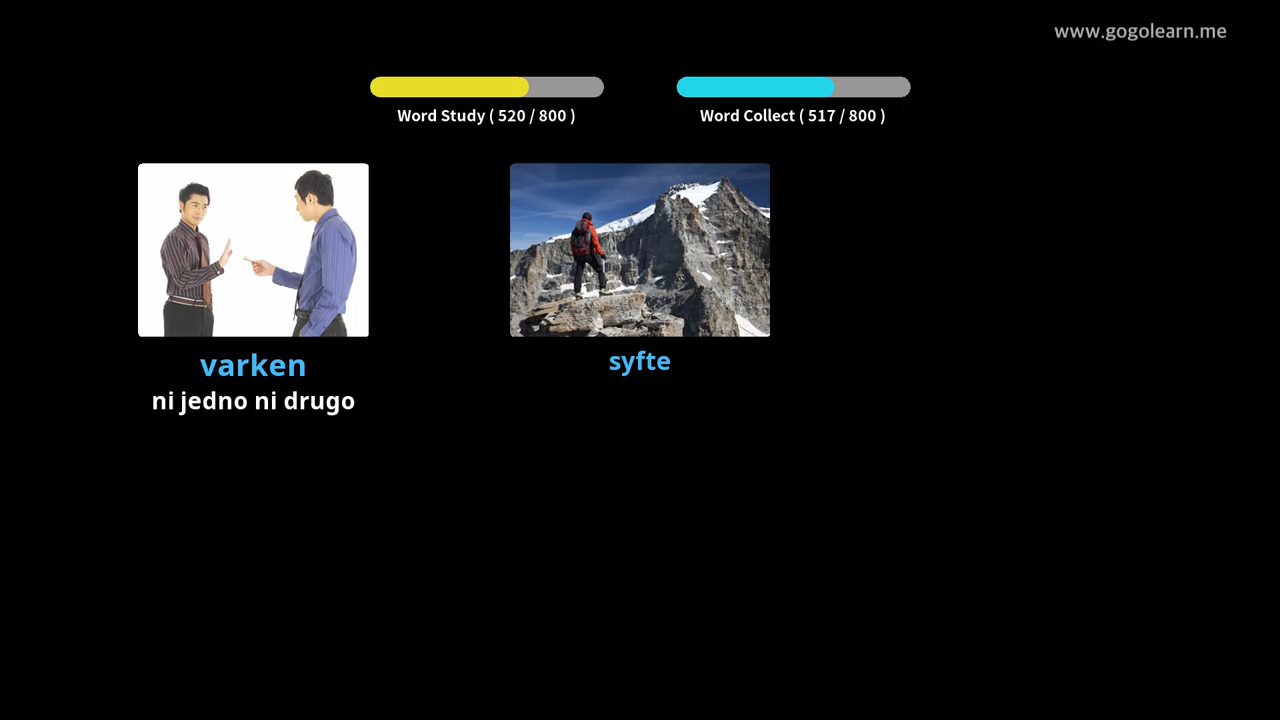 www.gogolearn.me
Word Study ( 520 / 800 )
Word Collect ( 517 / 800 )
varken
ni jedno ni drugo
syfte